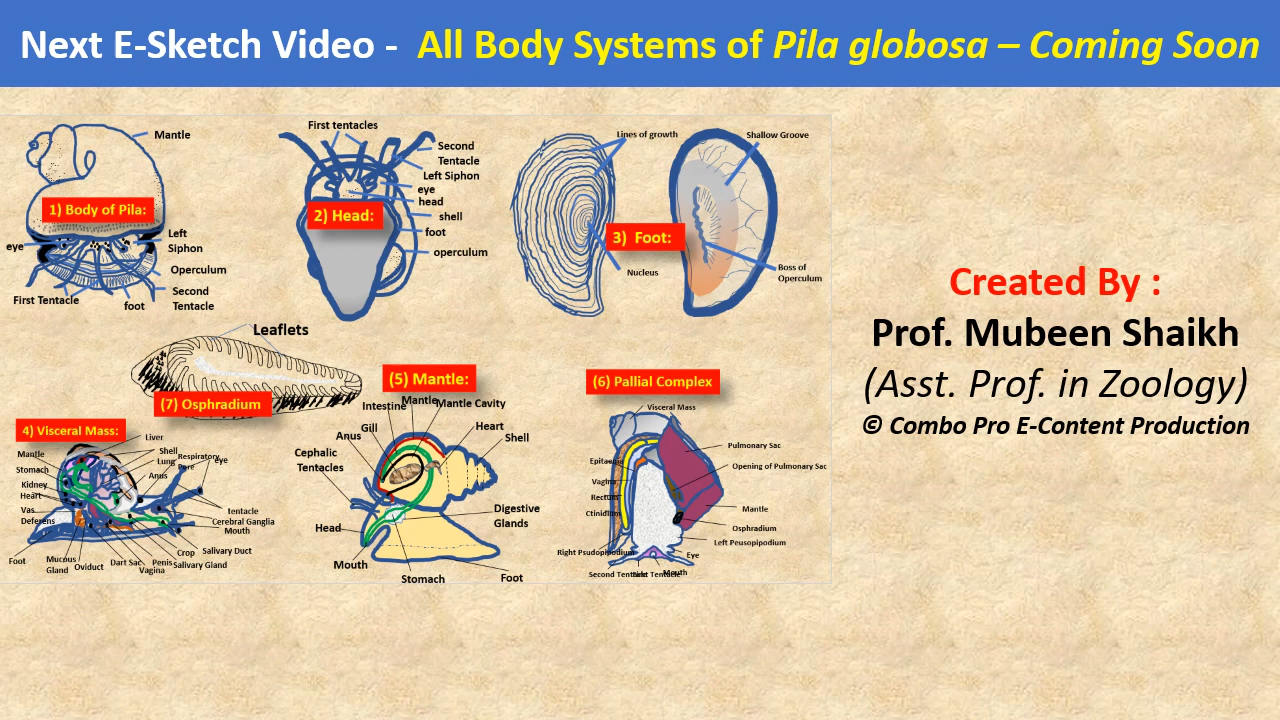 Next E-Sketch Video - All Body Systems of Pila globosa – Coming Soon
Mantle
1) Body of Pila:
eye
Left
Siphon
Operculum
First Tentacle
foot
Second
Tentacle
First tentacles
Second
Tentacle
Left Siphon
eye
head
2) Head:
shell
foot
operculum
Lines of growth
Shallow Groove
3) Foot:
Nucleus
Boss of
Operculum
Leaflets
(7) Osphradium
4) Visceral Mass:
Liver
Mantle
Shell
Lung
Respiratory
Pore
eye
Stomach
Anus
Kidney
Heart
Vas
Deferens
tentacle
Cerebral Ganglia
Mouth
Foot
Mucous
Gland
Oviduct
Dart Sac
Vagina
Penis
Crop
Salivary Gland
Salivary Duct
(5) Mantle:
Intestine
Mantle
Mantle Cavity
Gill
Anus
Heart
Shell
Cephalic
Tentacles
Digestive
Glands
Head
Mouth
Stomach
Foot
(6) Pallial Complex
Visceral Mass
Pulmonary Sac
Epitaenia
Opening of Pulmonary Sac
Vagina
Rectum
Ctinidium
Mantle
Osphradium
Left Peusopodium
Right Psudopipodium
Eye
Second Tentacle
Mouth
Created By :
Prof. Mubeen Shaikh
(Asst. Prof. in Zoology)
© Combo Pro E-Content Production